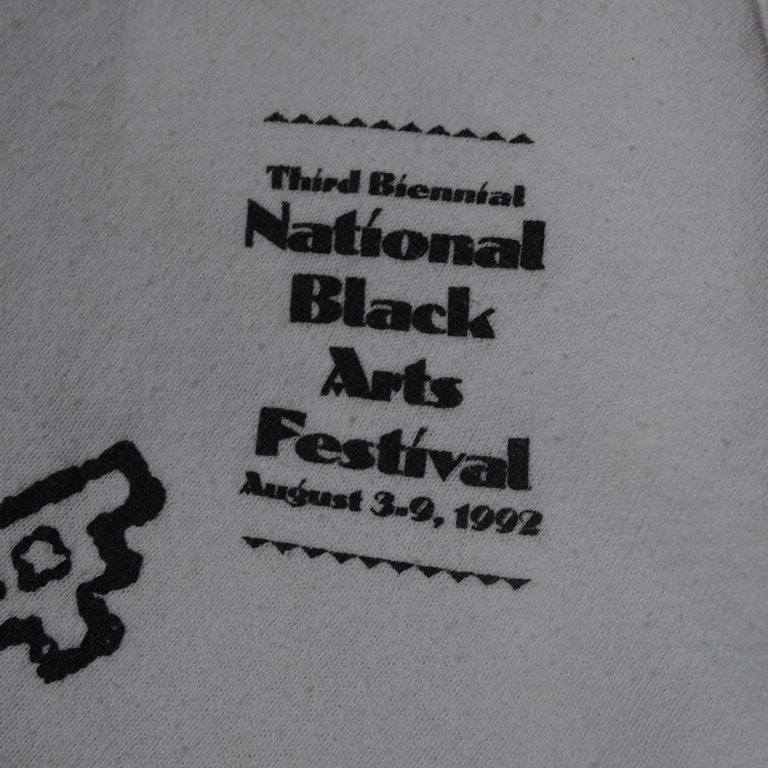 Third Biennial
National
Black
Arts
Festival
August 3-9, 1992